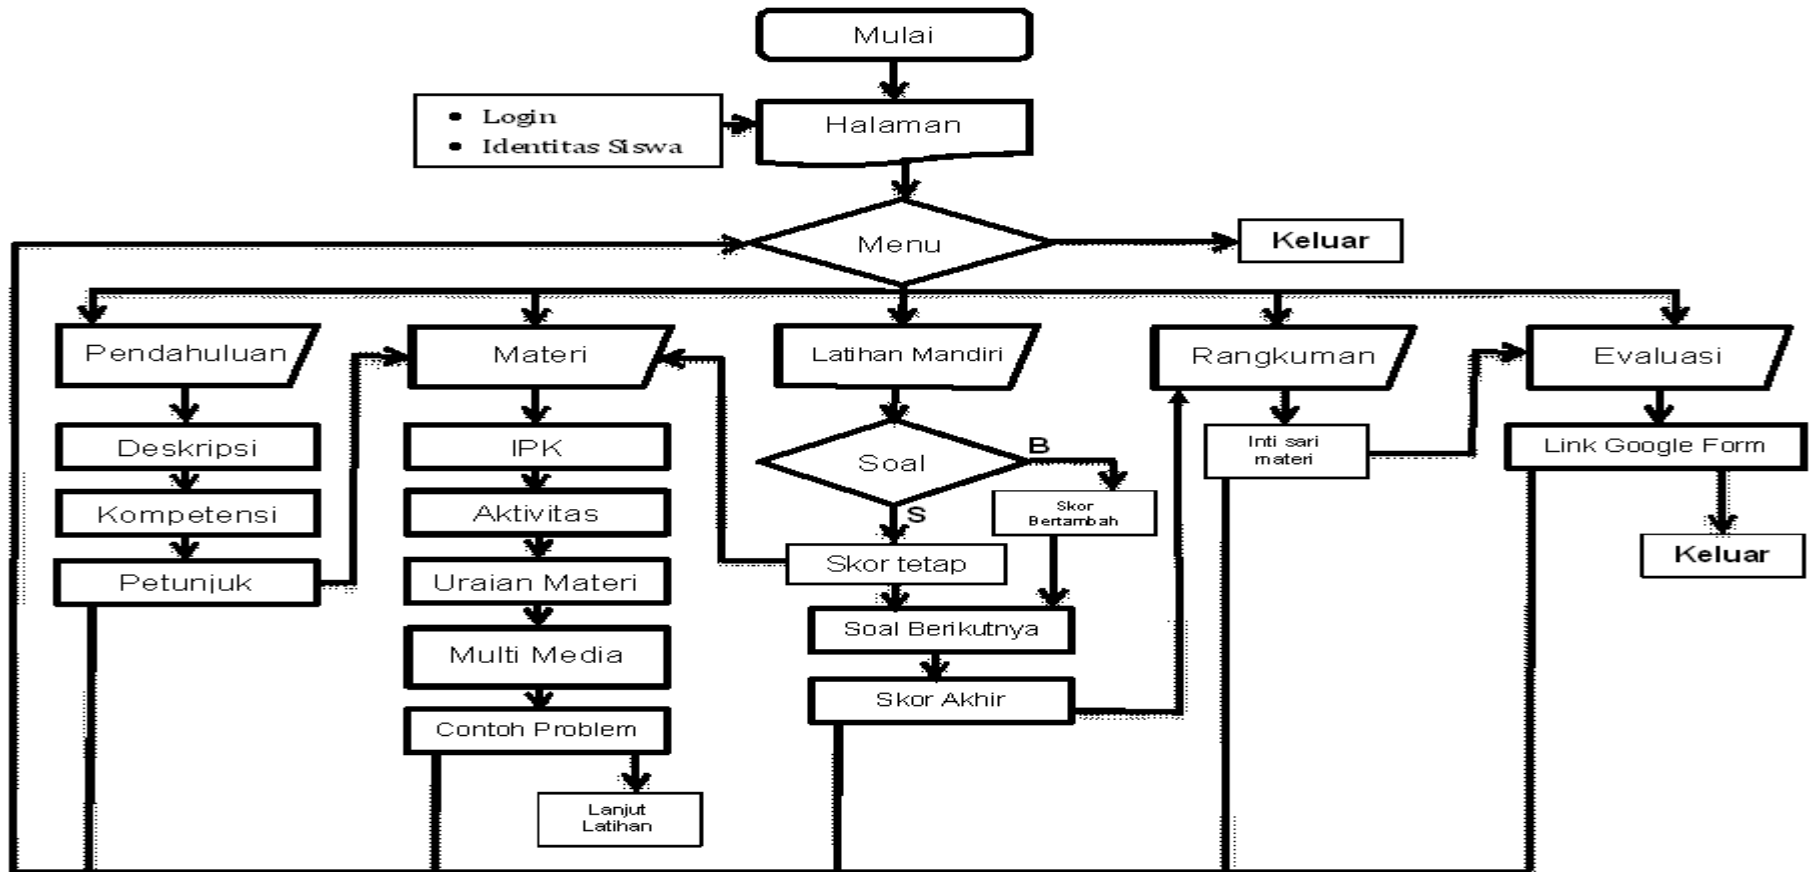 Mulai
• Login
• Identitas Siswa
Halaman
Menu
Keluar
Pendahuluan
Materi
Latihan Mandiri
Rangkuman
Evaluasi
Deskripsi
IPK
Soal
B
S
Inti sari
materi
Link Google Form
Kompetensi
Aktivitas
Skor
Bertambah
Keluar
Petunjuk
Uraian Materi
Skor tetap
Soal Berikutnya
Multi Media
Skor Akhir
Contoh Problem
Lanjut
Latihan